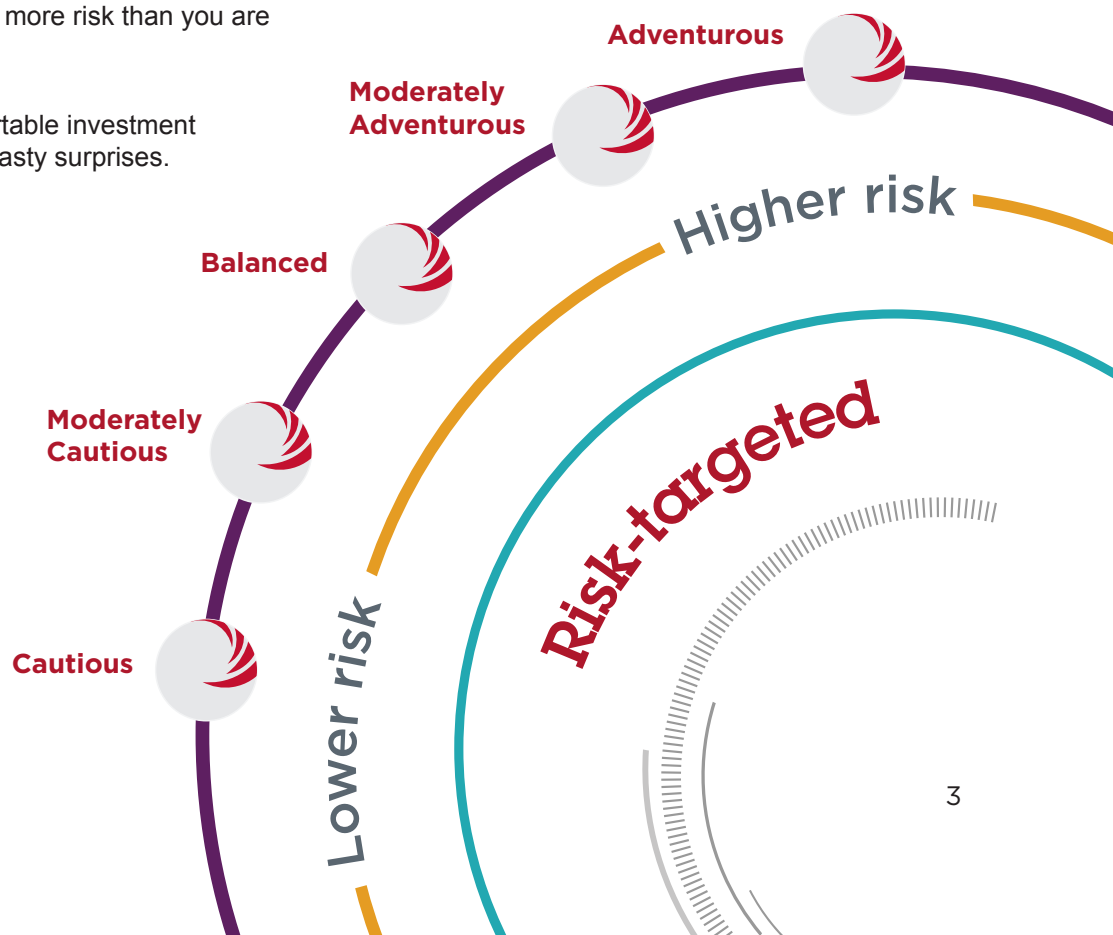 more risk than you are
rtable investment
asty surprises.
Adventurous
Moderately
Adventurous
Balanced
Moderately
Cautious
Cautious
Higher risk
Lower risk
Risk-targeted
3